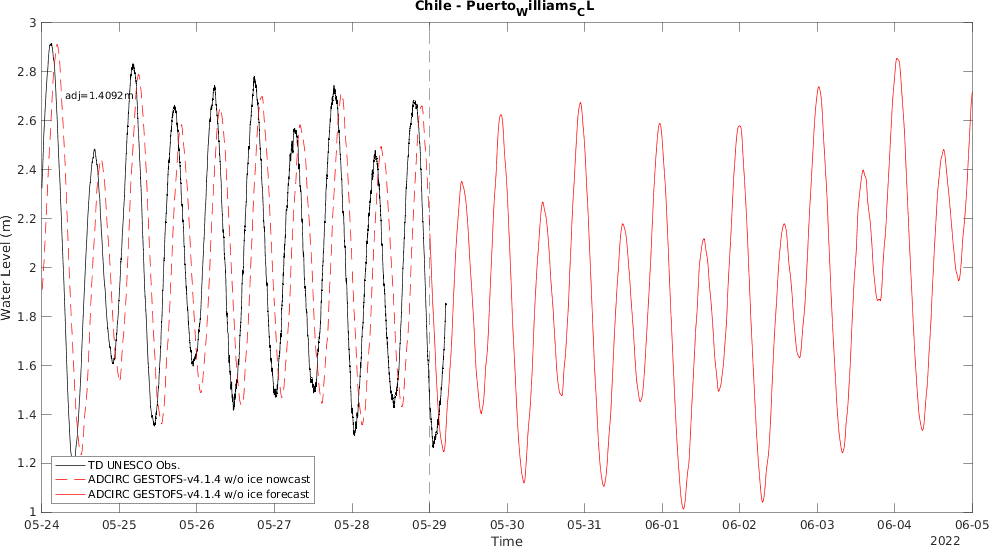 Chile - Puerto_Williams_CL
3
2.8
2.6
2.4
2.2
2
1.8
1.6
1.4
1.2
1
Water Level (m)
adj=1.4092m
TD UNESCO Obs.
ADCIRC GESTOFS-v4.1.4 w/o ice nowcast
ADCIRC GESTOFS-v4.1.4 w/o ice forecast
05-24 05-25 05-26 05-27 05-28 05-29 05-30 05-31 06-01 06-02 06-03 06-04 06-05
Time
2022